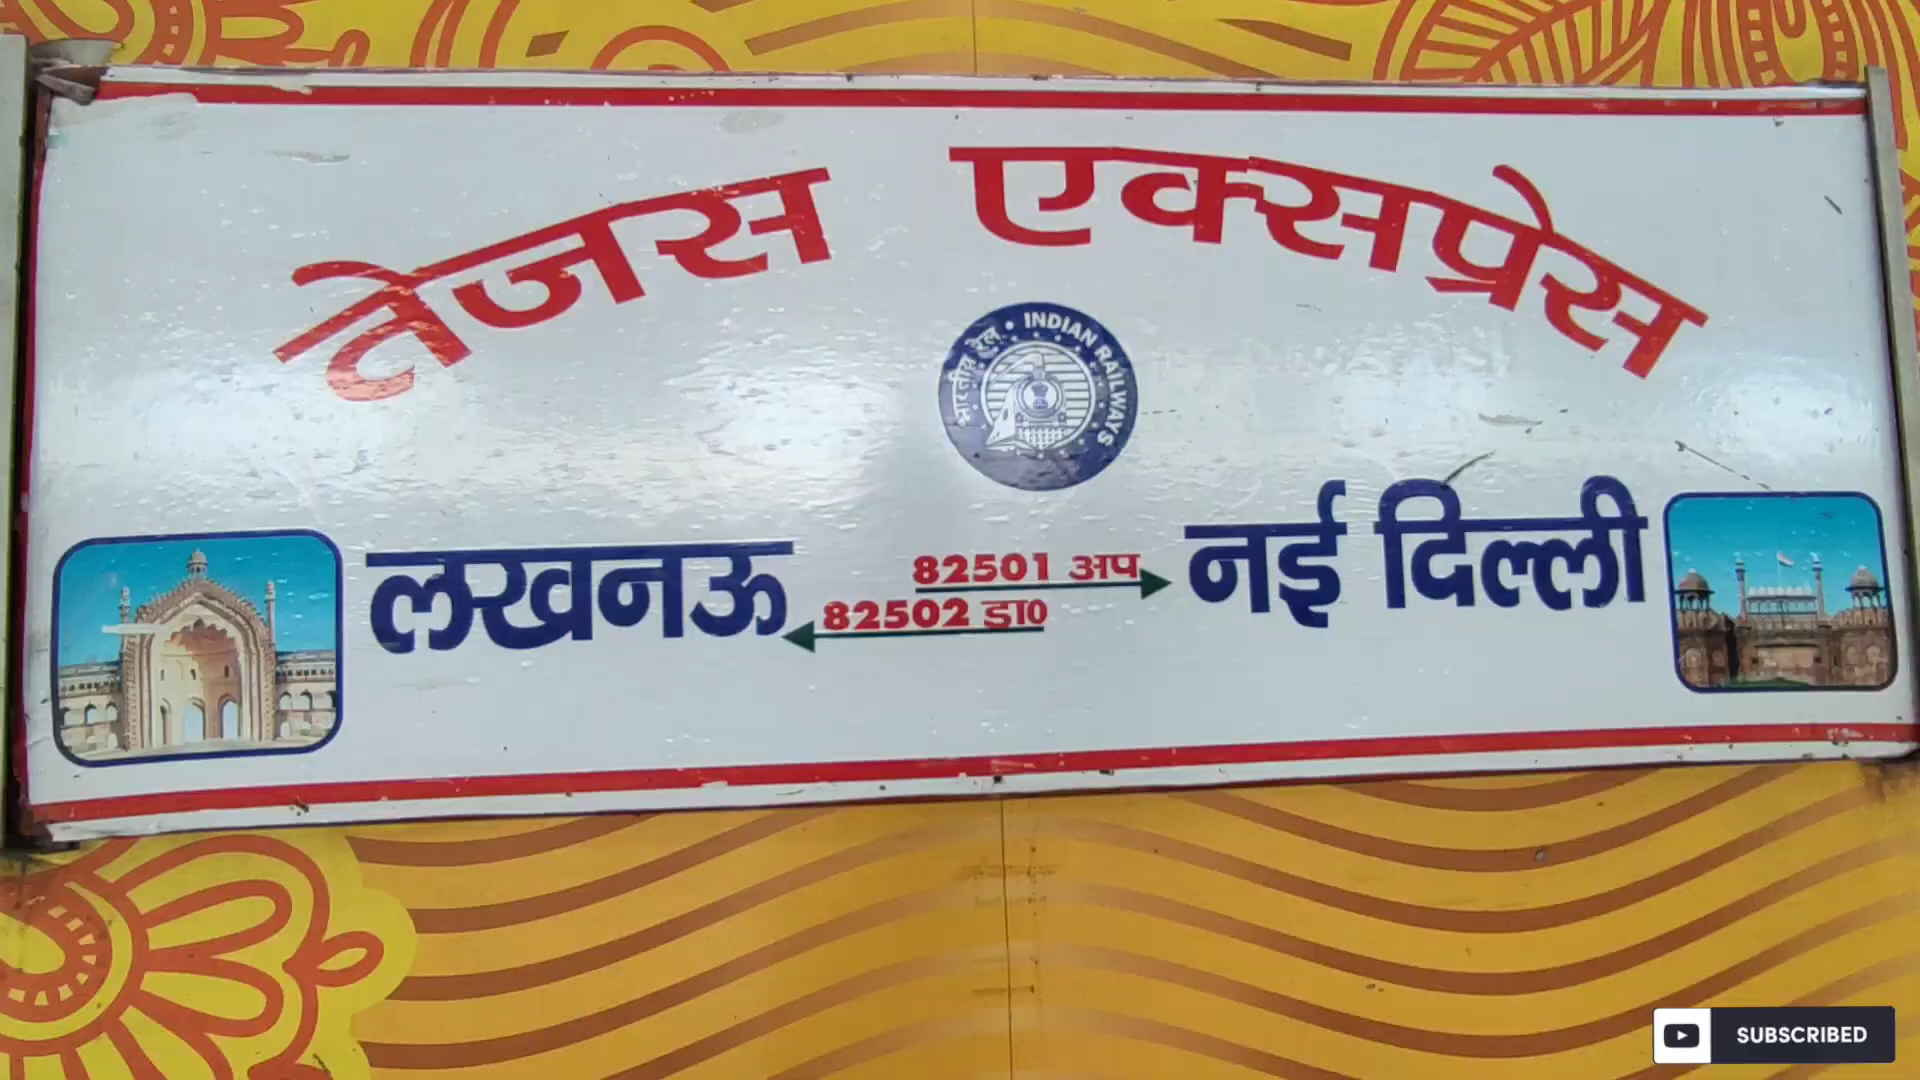 तेजस एक्सप्रेस
भारतीय रेल • INDIAN RAILWAYS
लखनऊ 82501 अप नई दिल्ली
82502 डा0
SUBSCRIBED